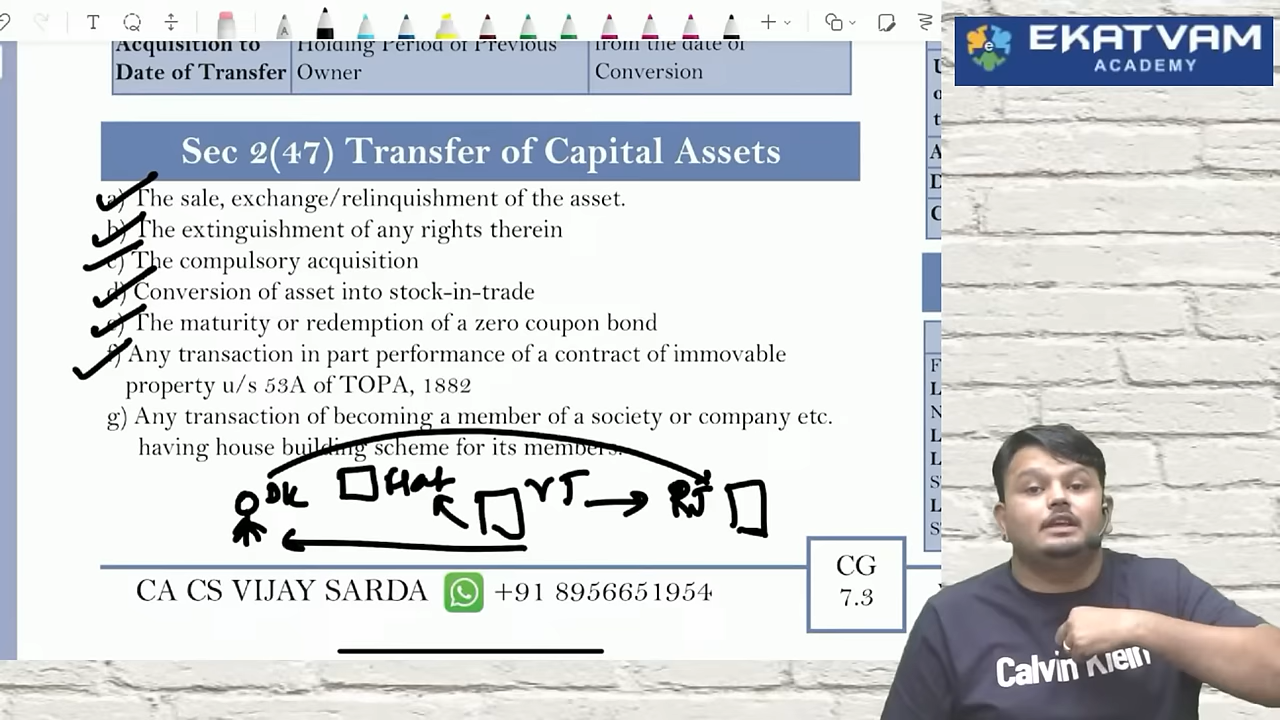 T
A
EKATVAM
ACADEMY
Acquisition to
Date of Transfer
Holding Period of Previous
Owner
from the date of
Conversion
Sec 2(47) Transfer of Capital Assets
a) The sale, exchange/relinquishment of the asset.
b) The extinguishment of any rights therein
c) The compulsory acquisition
d) Conversion of asset into stock-in-trade
e) The maturity or redemption of a zero coupon bond
f) Any transaction in part performance of a contract of immovable
property u/s 53A of TOPA, 1882
g) Any transaction of becoming a member of a society or company etc.
having house building scheme for its members.
DK
flat
VJ
RJ
CA CS VIJAY SARDA
+91 8956651954
CG
7.3
Calvin Klein